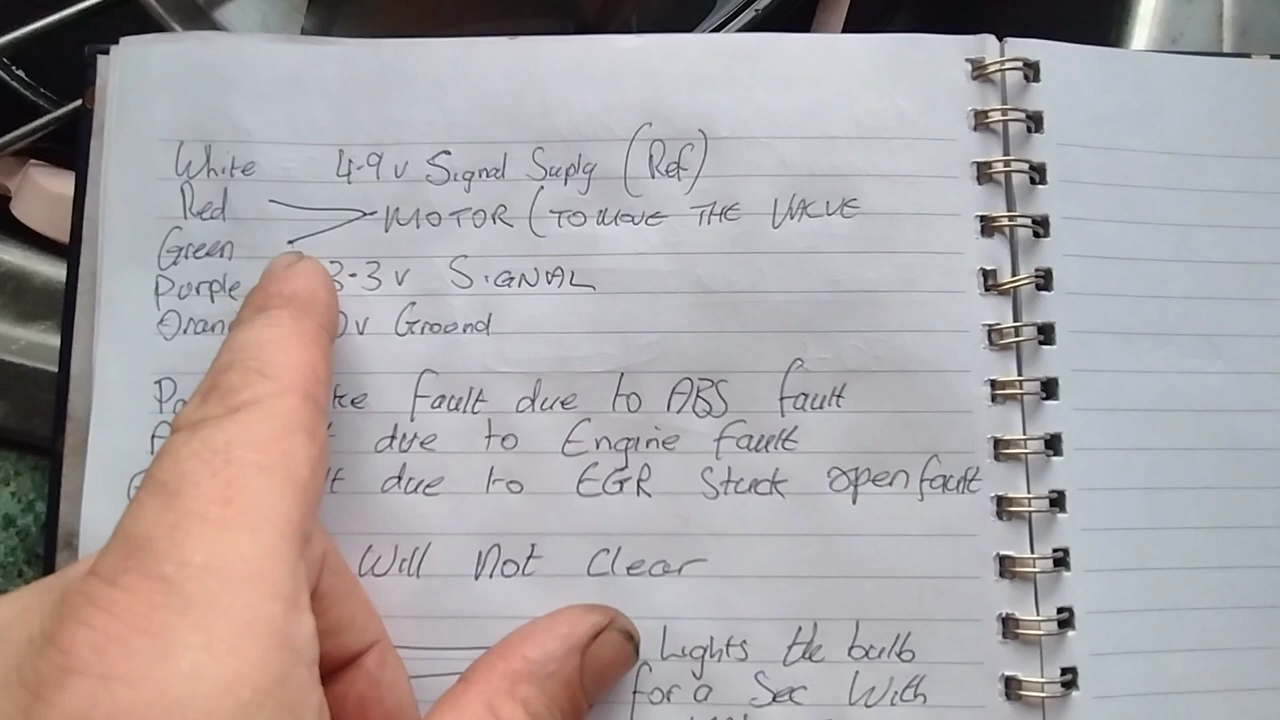 White 4.9v Signal Suply (Ref)
Red MOTOR (TO MOVE THE VALVE
Green
Purple 3.3v SIGNAL
0v Ground
fault due to ABS fault
due to Engine fault
due to EGR Stuck open fault
Will Not Clear
Lights the bulb
for a Sec With